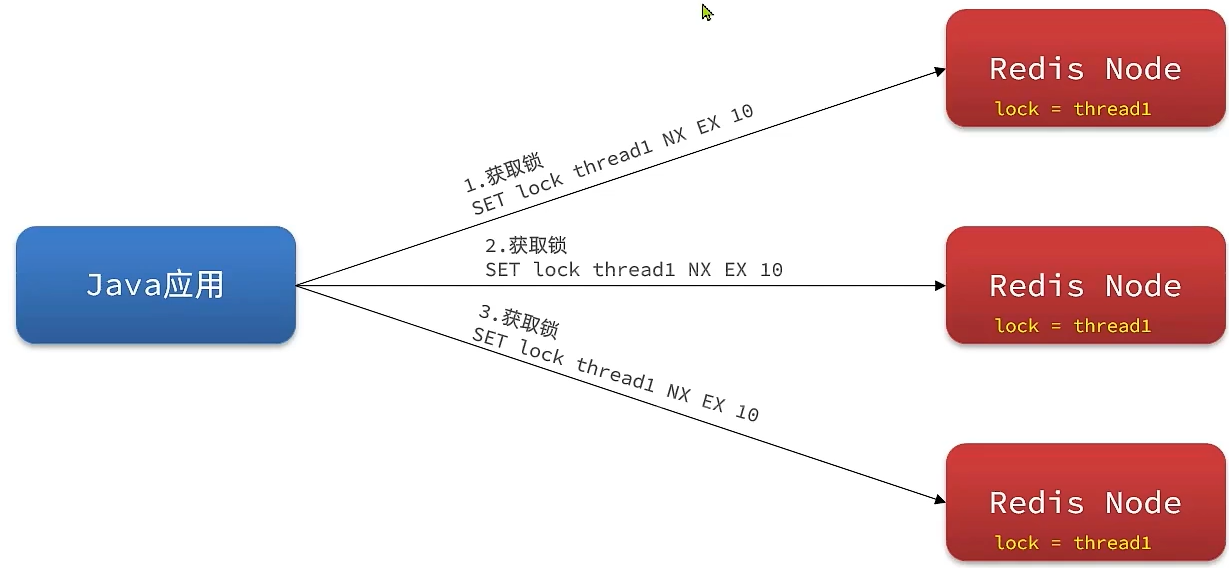 Redis Node
lock = thread1
1.获取锁
SET lock thread1 NX EX 10
2.获取锁
SET lock thread1 NX EX 10
Java应用
Redis Node
lock = thread1
3.获取锁
SET lock thread1 NX EX 10
Redis Node
lock = thread1